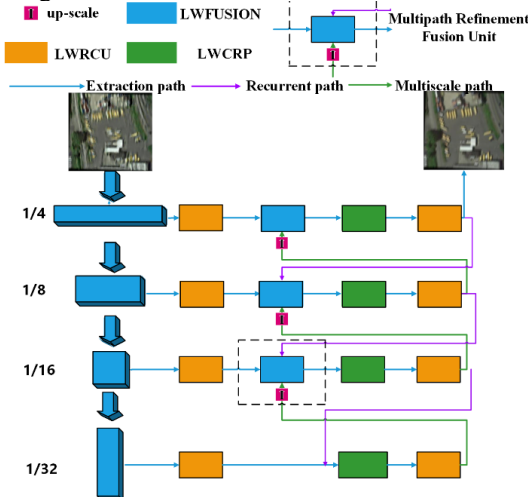 up-scale
LWFUSION
Multipath Refinement
Fusion Unit
LWRCU
LWCRP
Extraction path
Recurrent path
Multiscale path
1/4
1/8
1/16
1/32